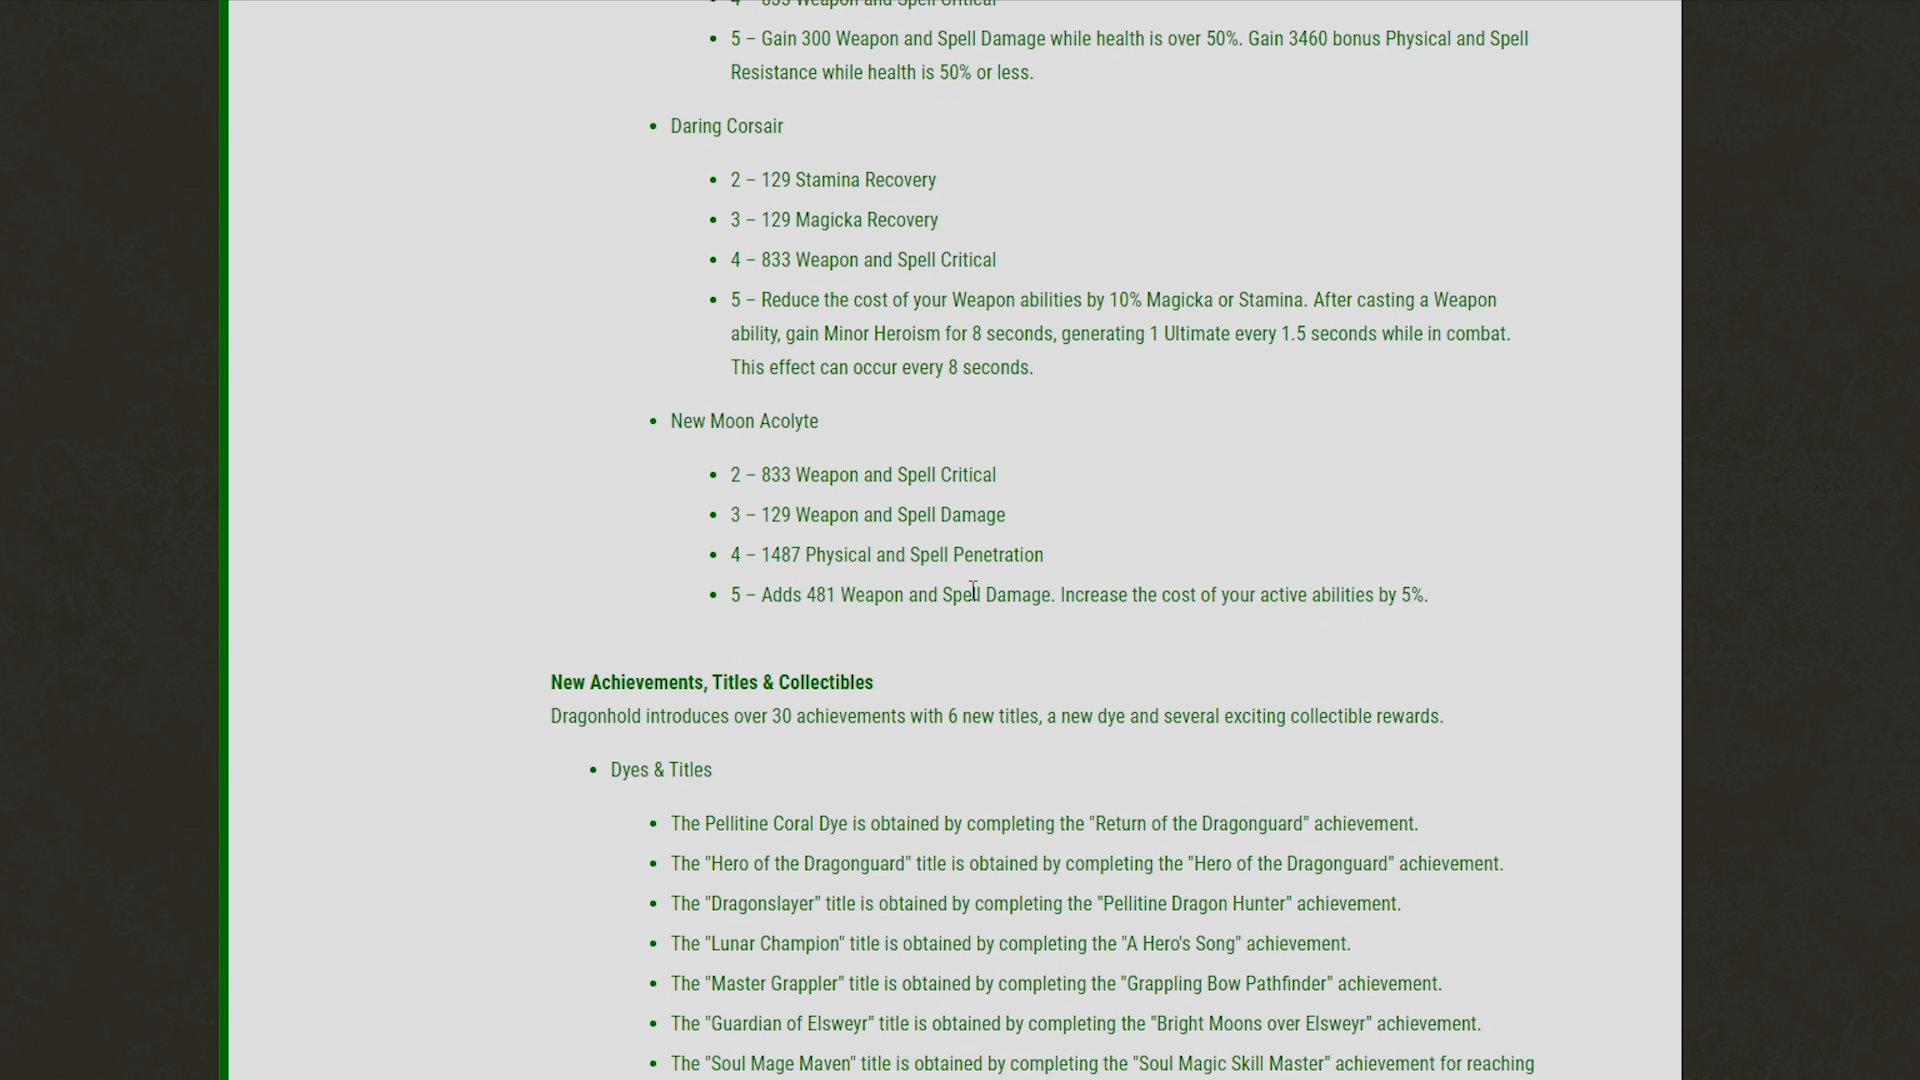 4 – 833 Weapon and Spell Critical
5 – Gain 300 Weapon and Spell Damage while health is over 50%. Gain 3460 bonus Physical and Spell
Resistance while health is 50% or less.
Daring Corsair
2 – 129 Stamina Recovery
3 – 129 Magicka Recovery
4 – 833 Weapon and Spell Critical
5 – Reduce the cost of your Weapon abilities by 10% Magicka or Stamina. After casting a Weapon
ability, gain Minor Heroism for 8 seconds, generating 1 Ultimate every 1.5 seconds while in combat.
This effect can occur every 8 seconds.
New Moon Acolyte
2 – 833 Weapon and Spell Critical
3 – 129 Weapon and Spell Damage
4 – 1487 Physical and Spell Penetration
5 – Adds 481 Weapon and Spell Damage. Increase the cost of your active abilities by 5%.
New Achievements, Titles & Collectibles
Dragonhold introduces over 30 achievements with 6 new titles, a new dye and several exciting collectible rewards.
Dyes & Titles
The Pellitine Coral Dye is obtained by completing the "Return of the Dragonguard" achievement.
The "Hero of the Dragonguard" title is obtained by completing the "Hero of the Dragonguard" achievement.
The "Dragonslayer" title is obtained by completing the "Pellitine Dragon Hunter" achievement.
The "Lunar Champion" title is obtained by completing the "A Hero's Song" achievement.
The "Master Grappler" title is obtained by completing the "Grappling Bow Pathfinder" achievement.
The "Guardian of Elsweyr" title is obtained by completing the "Bright Moons over Elsweyr" achievement.
The "Soul Mage Maven" title is obtained by completing the "Soul Magic Skill Master" achievement for reaching